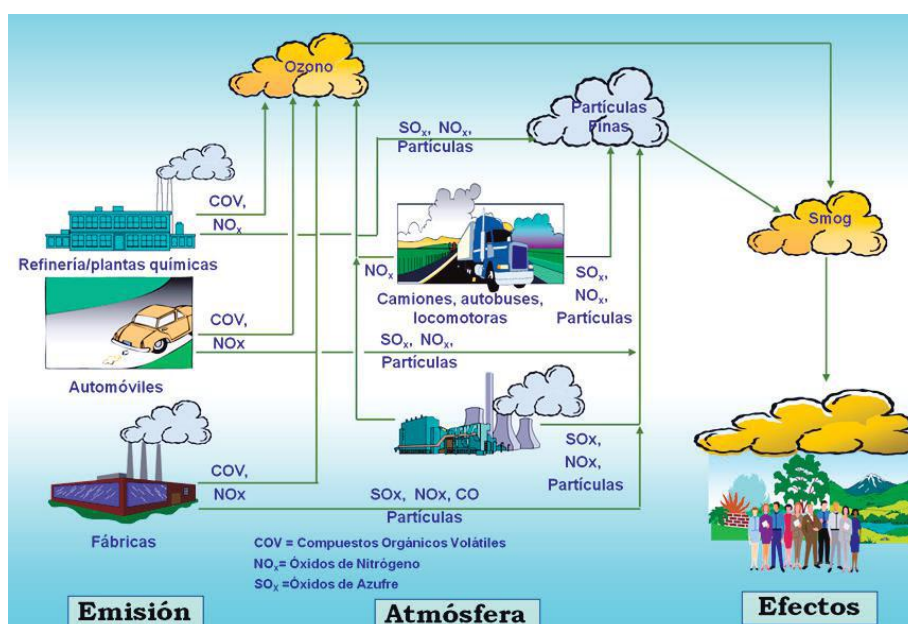 Ozono
Partículas
Finas
SOx, NOx,
Partículas
COV,
NOx
Smog
Refinería/plantas químicas
NOx
Camiones, autobuses,
locomotoras
SOx,
NOx,
Partículas
COV,
NOx
SOx, NOx,
Partículas
Automóviles
SOx,
NOx,
Partículas
COV,
NOx
SOx, NOx, CO
Partículas
Fábricas
COV = Compuestos Orgánicos Volátiles
NOx= Óxidos de Nitrógeno
SOx =Óxidos de Azufre
Emisión
Atmósfera
Efectos